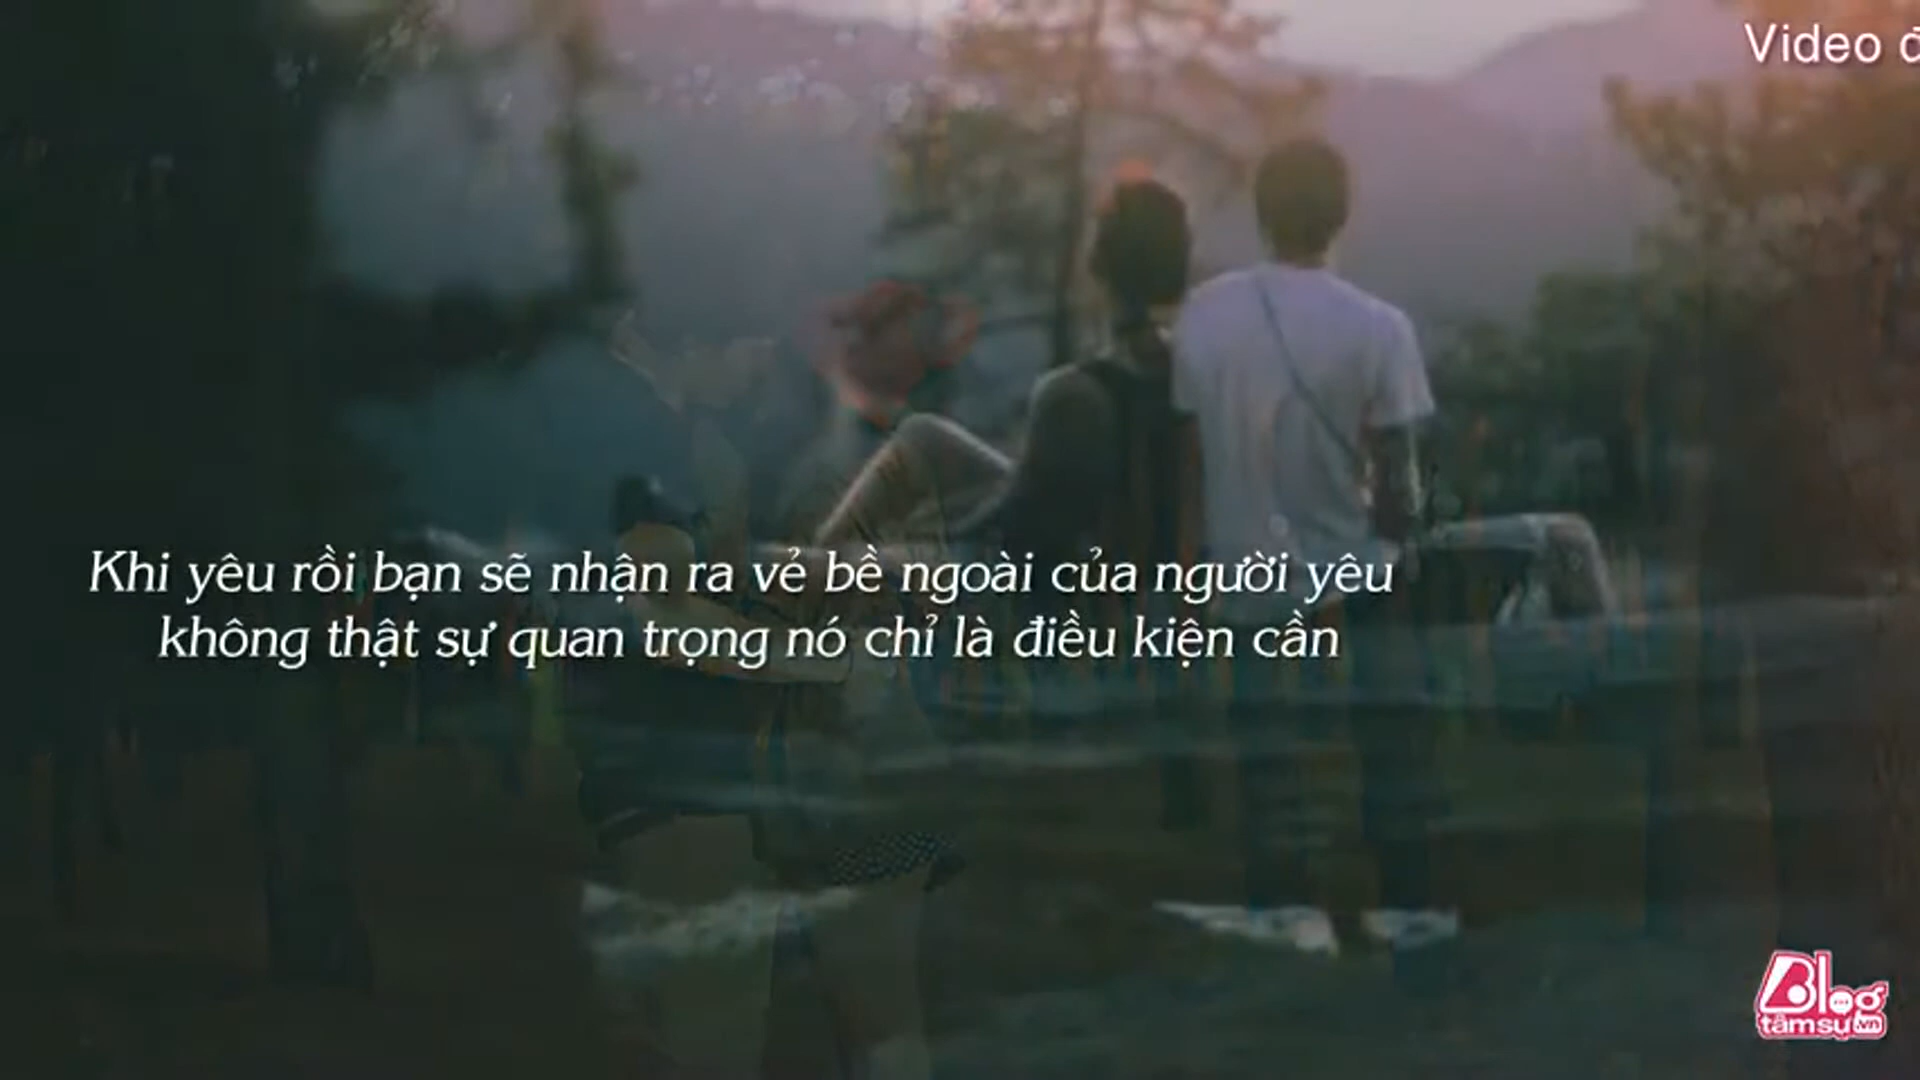 Video đ
Khi yêu rồi bạn sẽ nhận ra vẻ bề ngoài của người yêu
không thật sự quan trọng nó chỉ là điều kiện cần
Blog
tâmsự.vn